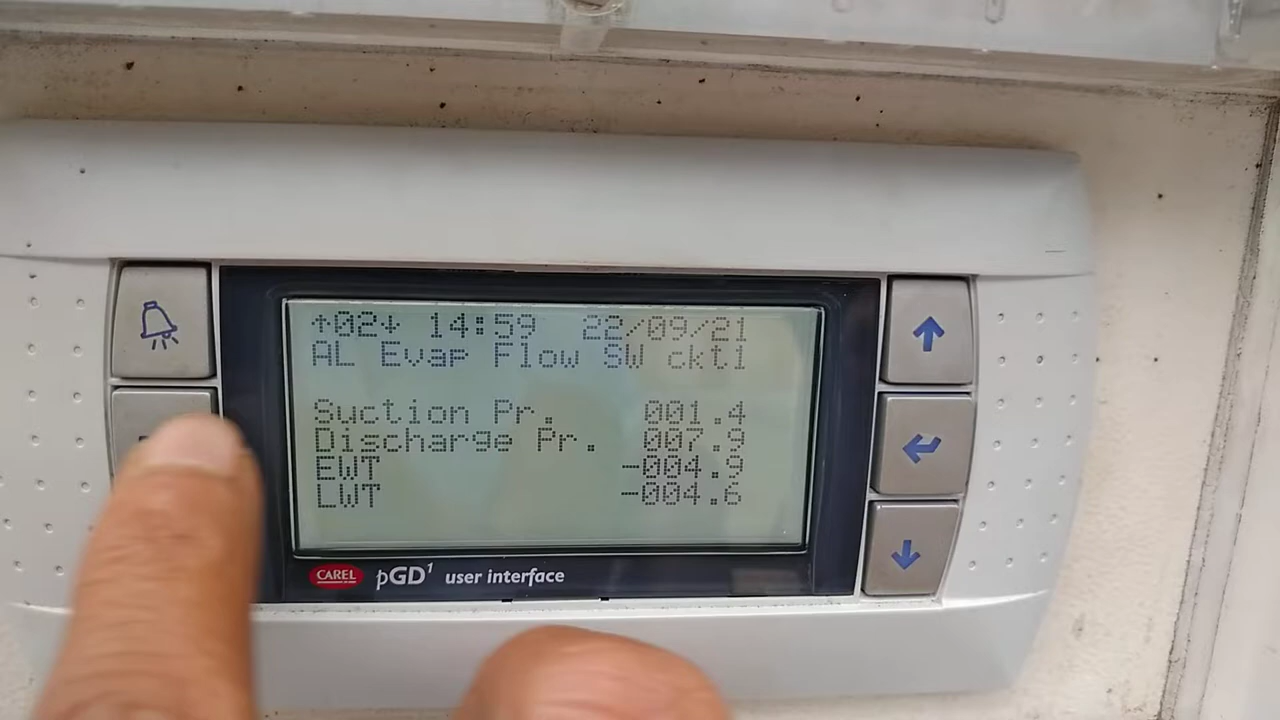 ↑02↓ 14:59 22/09/21
AL Evap Flow SW ckt1
Suction Pr. 001.4
Discharge Pr. 007.9
EWT -004.9
LWT -004.6
CAREL pGD¹ user interface